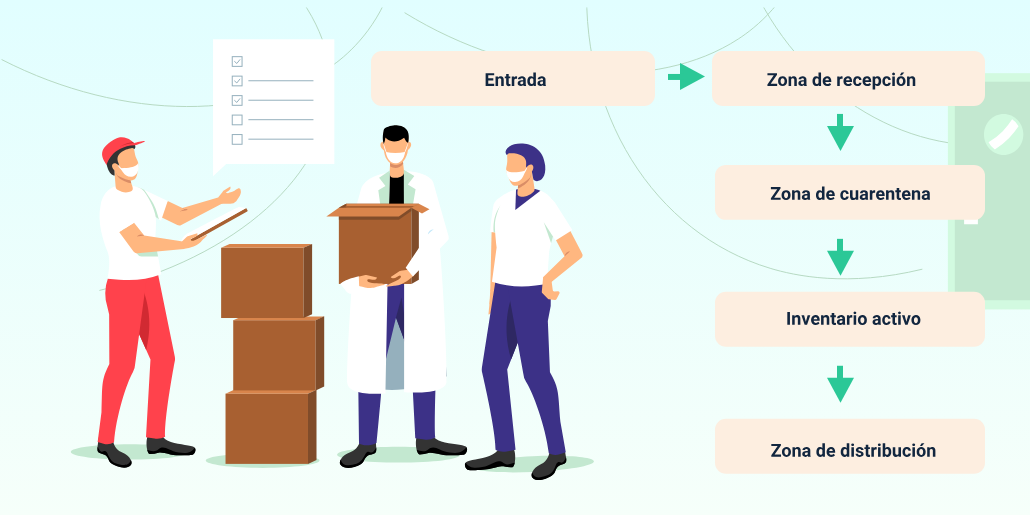 Entrada
Zona de recepción
Zona de cuarentena
Inventario activo
Zona de distribución